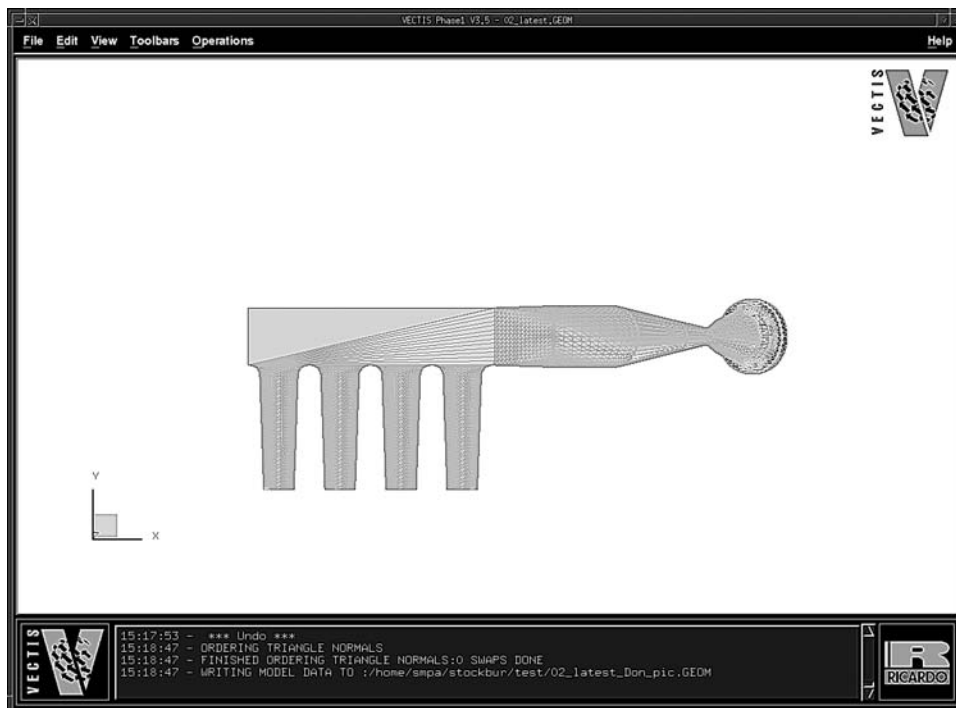 VECTIS Phase1 V3.5 - 02_latest.GEOM
File Edit View Toolbars Operations Help
VECTIS
Y
X
VECTIS
15:17:53 - *** Undo ***
15:18:47 - ORDERING TRIANGLE NORMALS
15:18:47 - FINISHED ORDERING TRIANGLE NORMALS:0 SWAPS DONE
15:18:47 - WRITING MODEL DATA TO :/home/smpa/stockbur/test/02_latest_Don_pic.GEOM
RICARDO